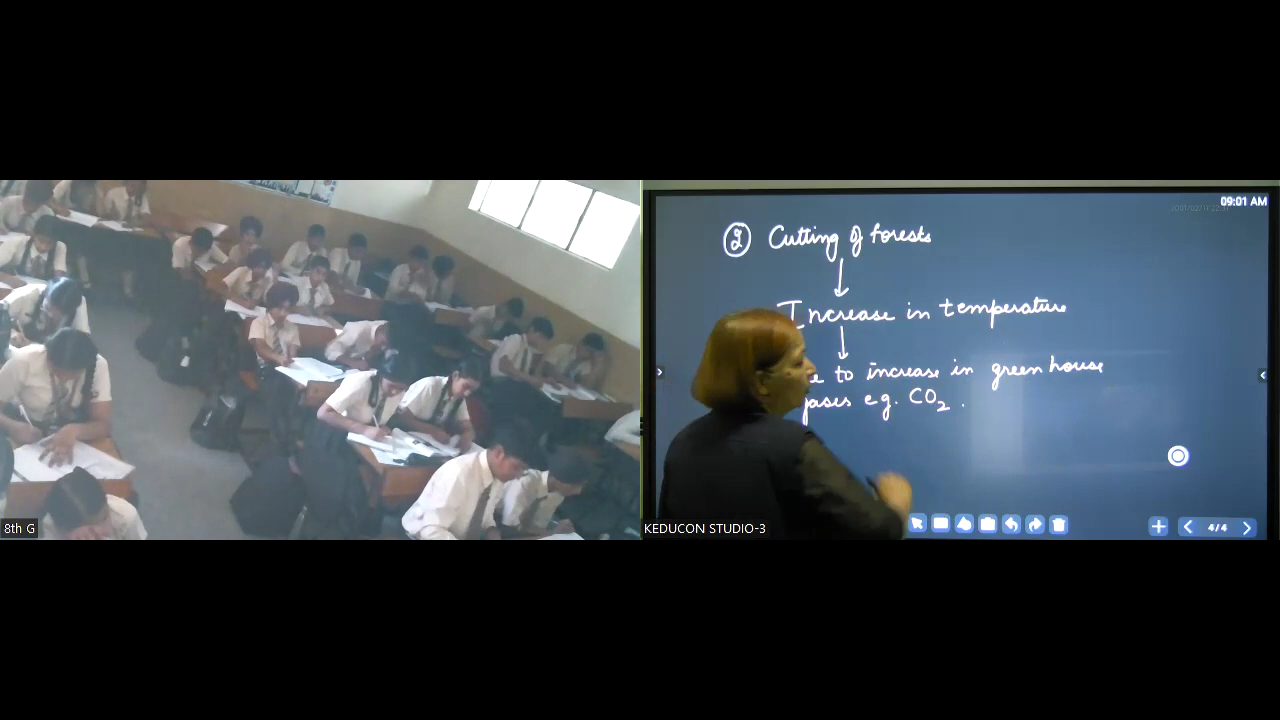 09:01 AM
② Cutting of forests
Increase in temperature
to increase in green house
gases e.g. CO₂.
8th G
KEDUCON STUDIO-3
4/4